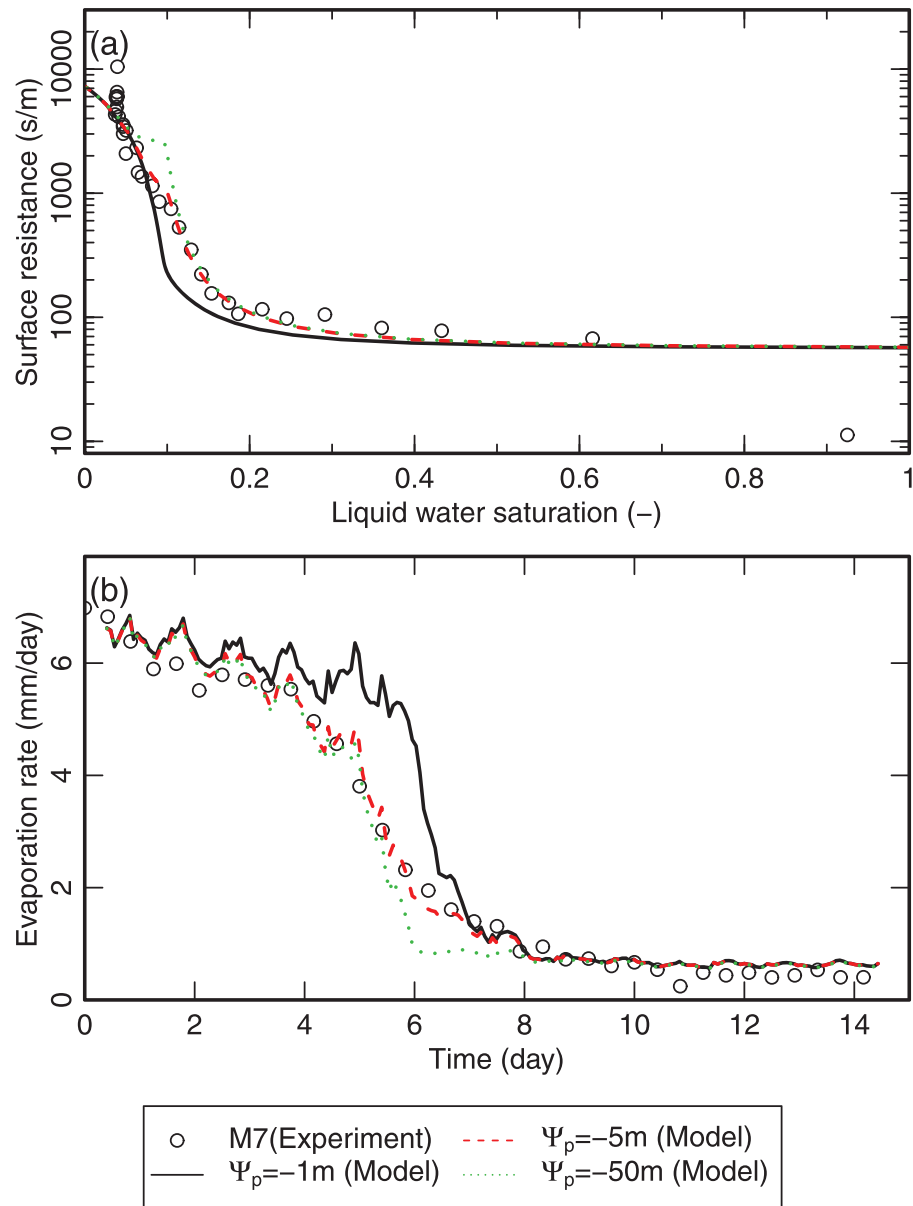 (a)
Surface resistance (s/m)
10000
1000
100
10
0
0.2
0.4
0.6
0.8
1
Liquid water saturation (−)
(b)
Evaporation rate (mm/day)
6
4
2
0
0
2
4
6
8
10
12
14
Time (day)
M7(Experiment)
Ψp=−5m (Model)
Ψp=−1m (Model)
Ψp=−50m (Model)